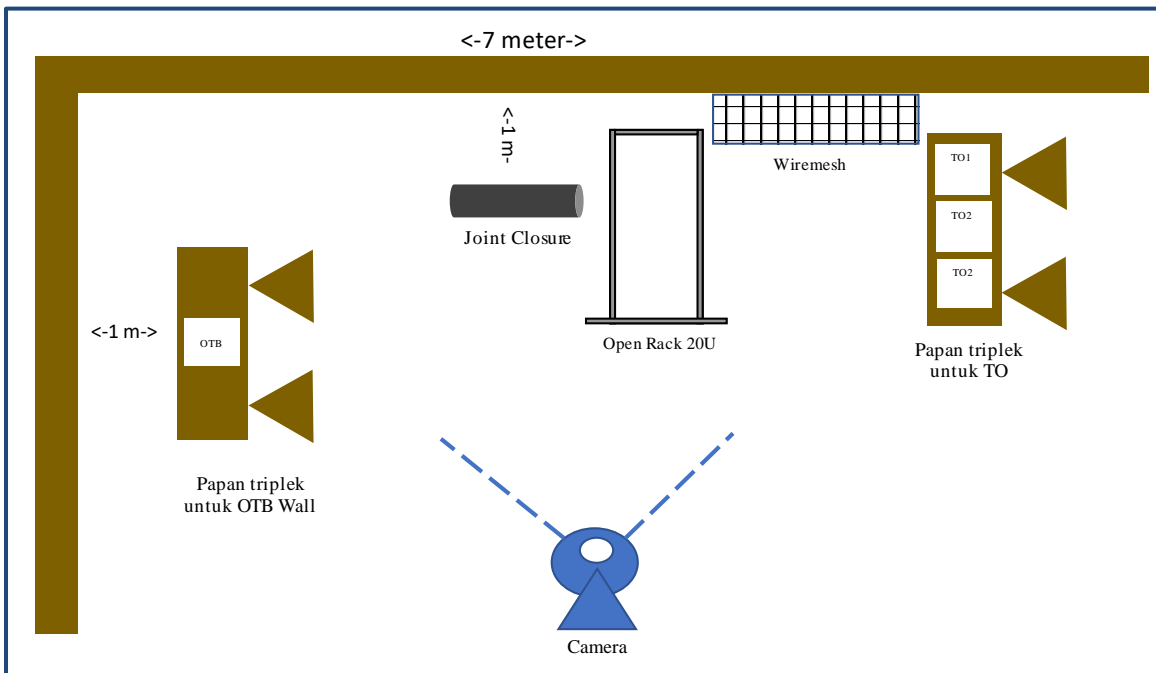 <-7 meter->
<-1 m-
Wiremesh
TO1
TO2
TO2
Joint Closure
Open Rack 20U
Papan triplek
untuk TO
<-1 m->
OTB
Papan triplek
untuk OTB Wall
Camera